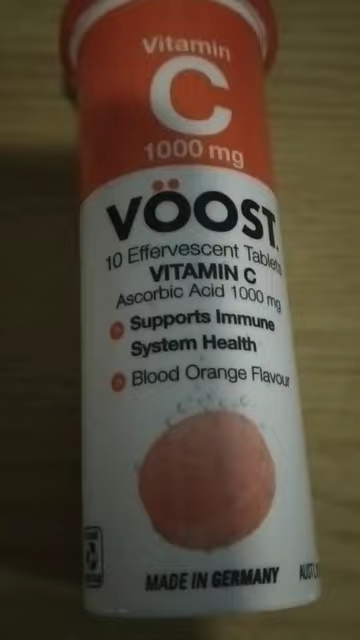 Vitamin
C
1000 mg
VÖOST
10 Effervescent Tablets
VITAMIN C
Ascorbic Acid 1000 mg
Supports Immune
System Health
Blood Orange Flavour
MADE IN GERMANY